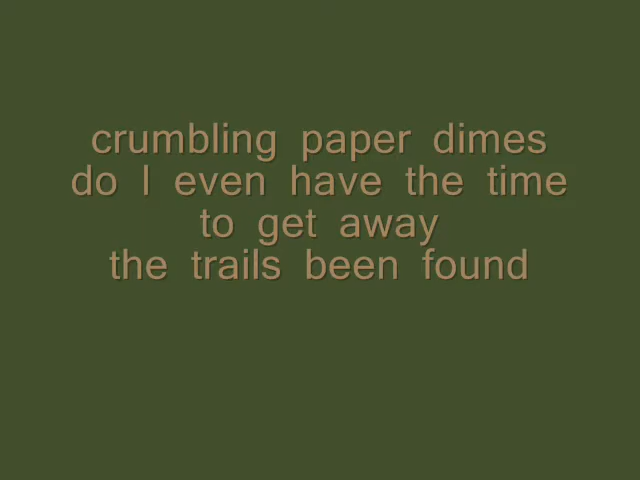 crumbling paper dimes
do I even have the time
to get away
the trails been found